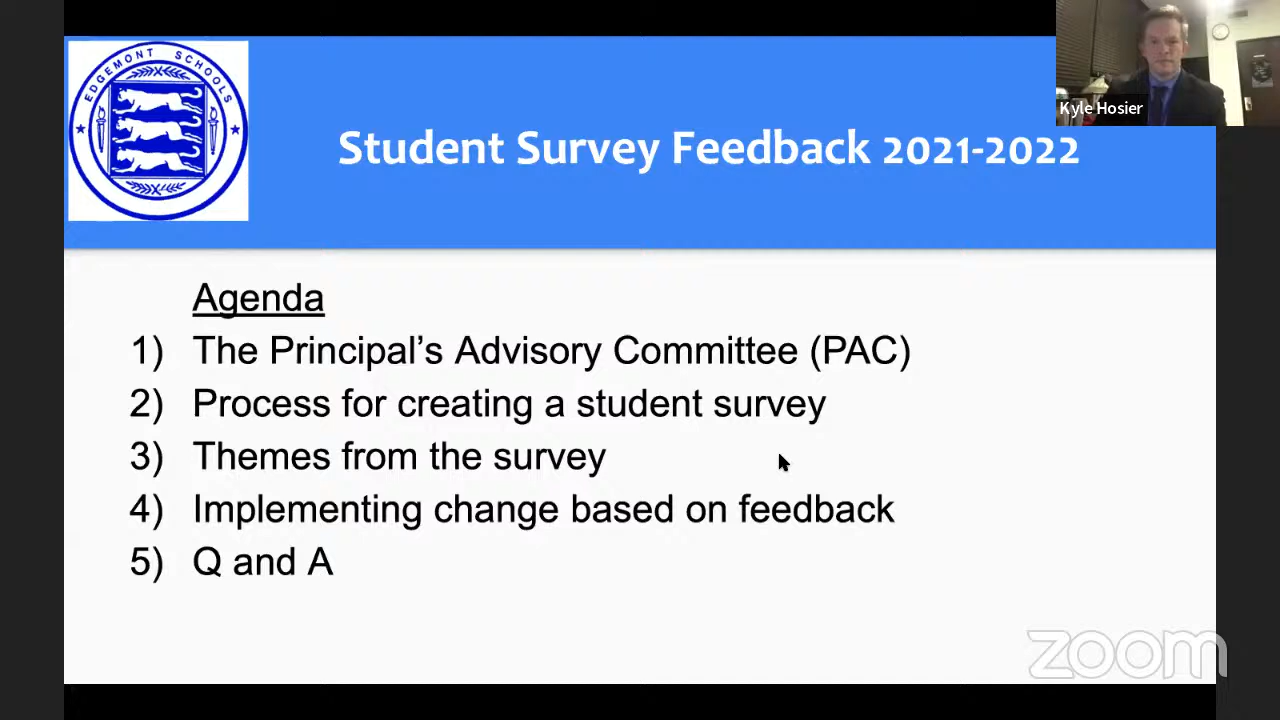 EDGEMONT SCHOOLS
Kyle Hosier
Student Survey Feedback 2021-2022
Agenda
1) The Principal's Advisory Committee (PAC)
2) Process for creating a student survey
3) Themes from the survey
4) Implementing change based on feedback
5) Q and A
zoom